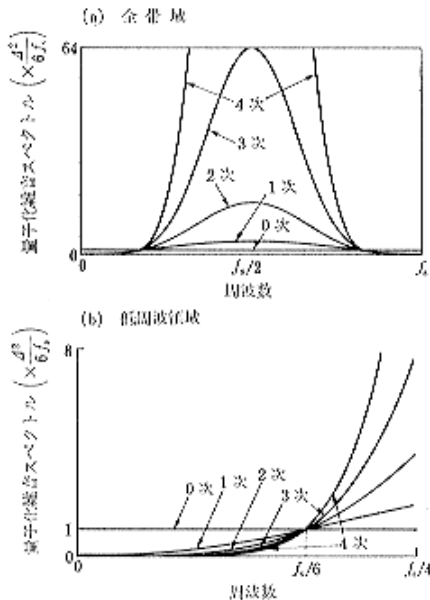 (a) 全帯域
量子化雑音スペクトル (×Δ²/6fₛ)
64
4次
3次
2次
1次
0次
0
0
fₛ/2
fₛ
周波数
(b) 低周波領域
量子化雑音スペクトル (×Δ²/6fₛ)
8
0次
1次
2次
3次
4次
1
0
0
fₛ/6
fₛ/4
周波数